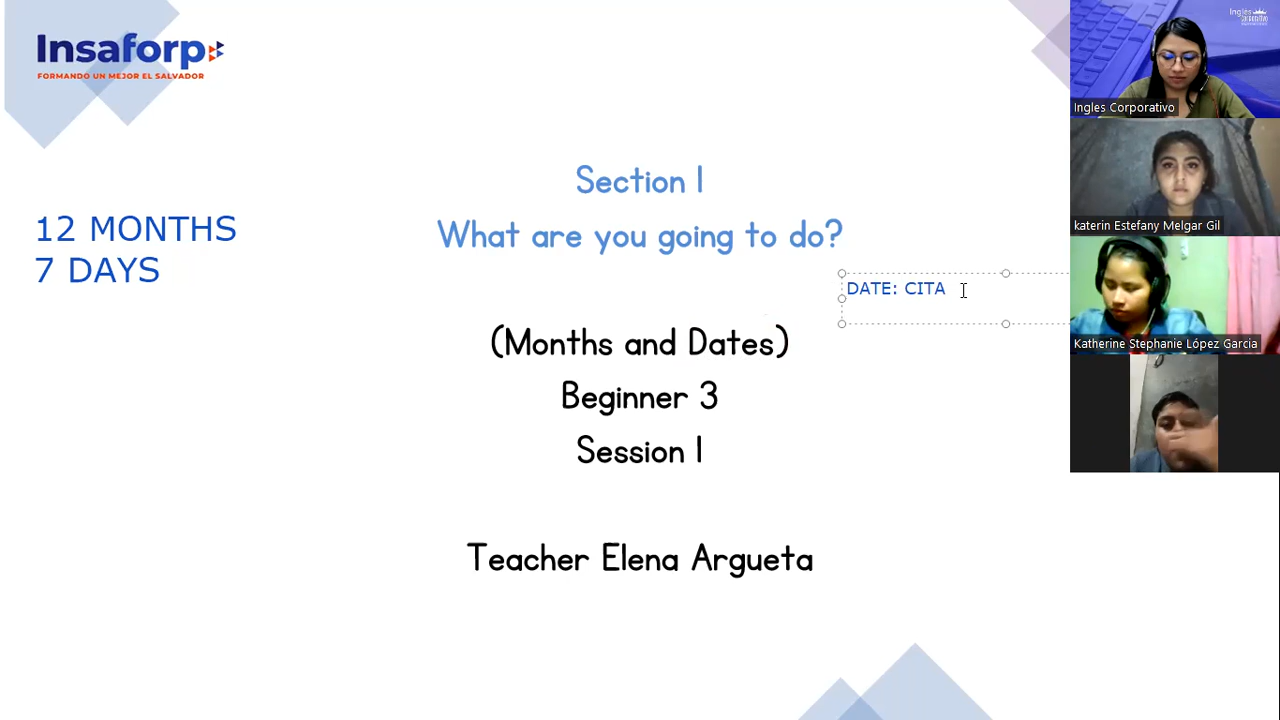 Insaforp
FORMANDO UN MEJOR EL SALVADOR
12 MONTHS
7 DAYS
Section 1
What are you going to do?
DATE: CITA
(Months and Dates)
Beginner 3
Session 1
Teacher Elena Argueta
Ingles
Ingles Corporativo
katerin Estefany Melgar Gil
Katherine Stephanie López Garcia